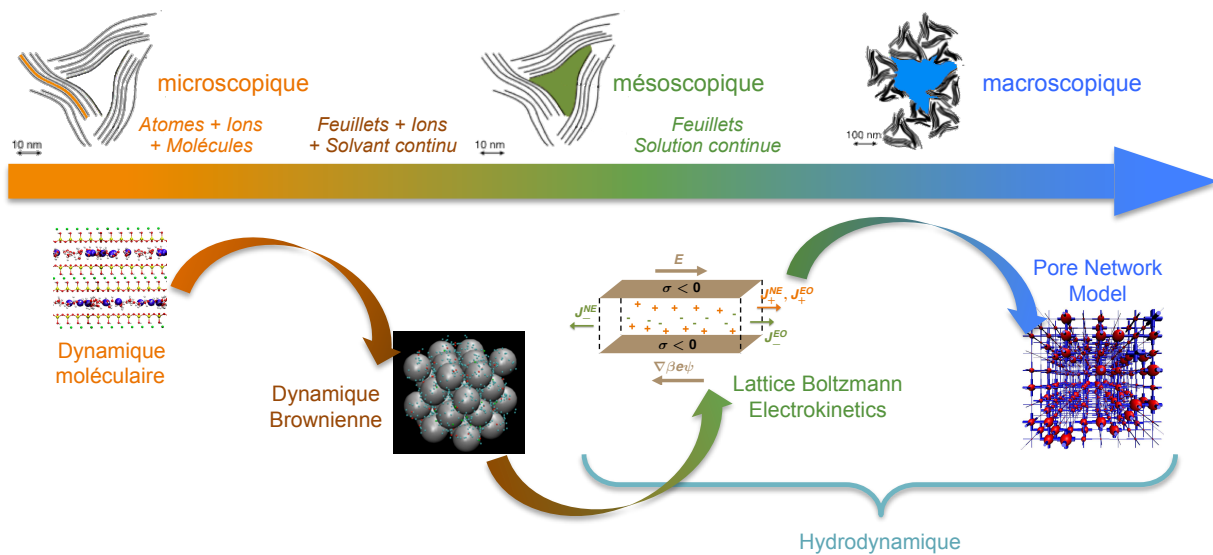 microscopique
mésoscopique
macroscopique
Atomes + Ions
+ Molécules
Feuillets + Ions
+ Solvant continu
Feuillets
Solution continue
10 nm
10 nm
100 nm
E
σ < 0
J₋ᴺᴱ
J₊ᴺᴱ , J₊ᴱᴼ
+ + + + + +
- - - - - -
+ + + + + +
J₋ᴱᴼ
σ < 0
∇βeψ
Pore Network
Model
Dynamique
moléculaire
Dynamique
Brownienne
Lattice Boltzmann
Electrokinetics
Hydrodynamique